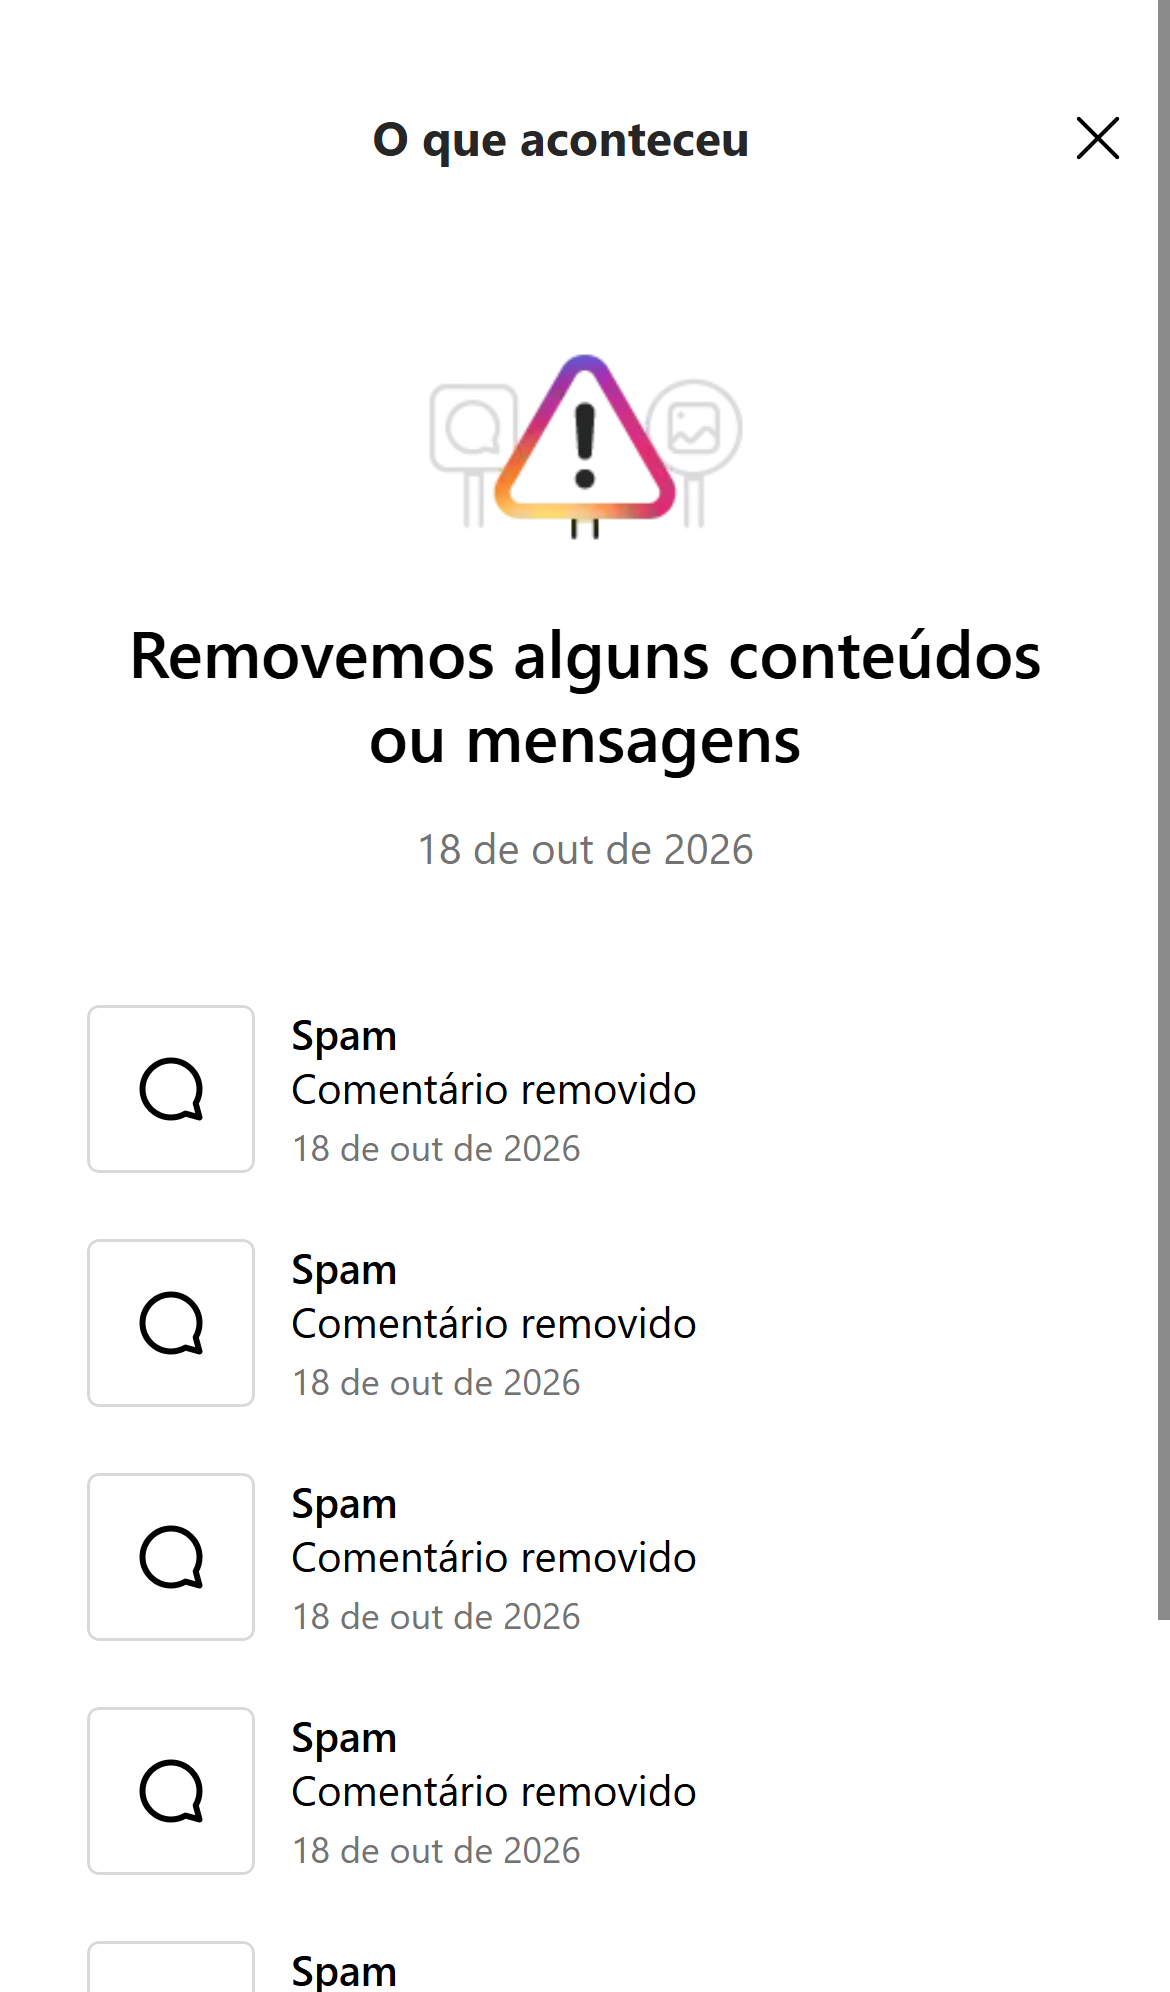 O que aconteceu
Removemos alguns conteúdos
ou mensagens
18 de out de 2026
Spam
Comentário removido
18 de out de 2026
Spam
Comentário removido
18 de out de 2026
Spam
Comentário removido
18 de out de 2026
Spam
Comentário removido
18 de out de 2026
Spam